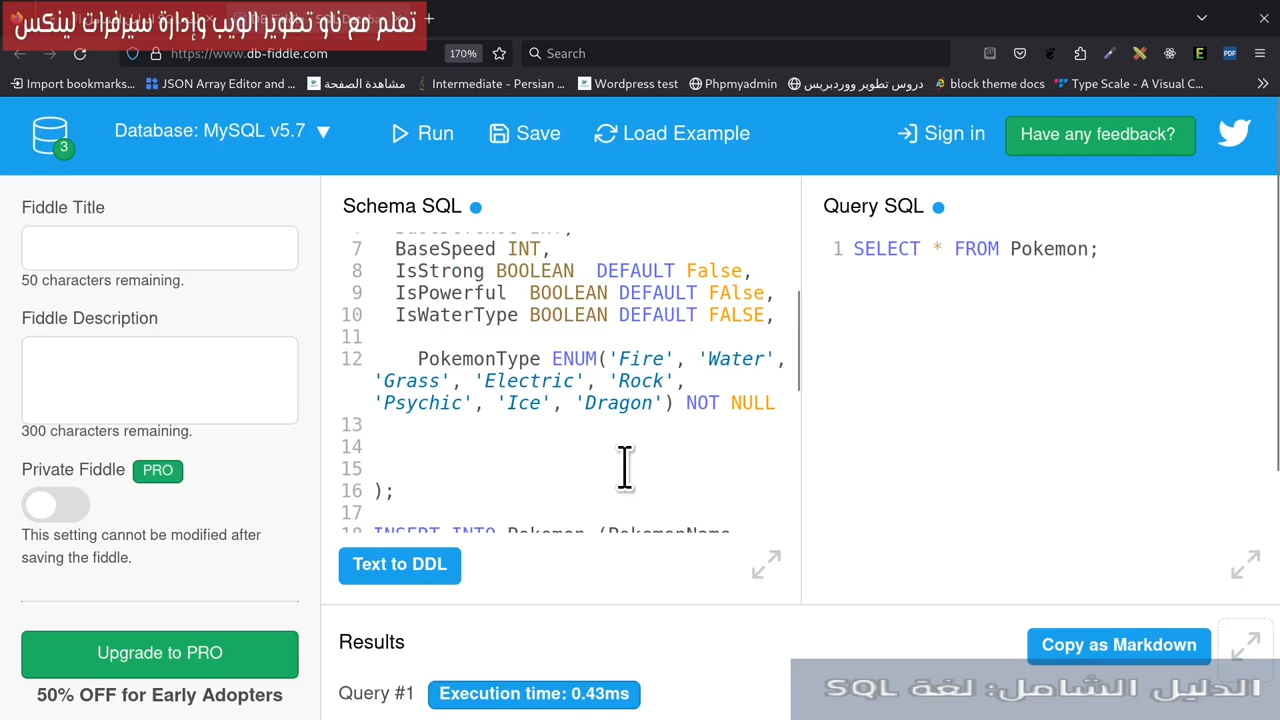 تعلم مع ناو تطوير الويب وإدارة سيرفرات لينكس
https://www.db-fiddle.com
170%
Search
Import bookmarks...
JSON Array Editor and ...
مشاهدة الصفحة
Intermediate - Persian ...
Wordpress test
Phpmyadmin
دروس تطوير ووردبريس
block theme docs
Type Scale - A Visual C...
3
Database: MySQL v5.7 ▼
Run
Save
Load Example
Sign in
Have any feedback?
Fiddle Title
50 characters remaining.
Fiddle Description
300 characters remaining.
Private Fiddle PRO
This setting cannot be modified after
saving the fiddle.
Upgrade to PRO
50% OFF for Early Adopters
Schema SQL
7 BaseSpeed INT,
8 IsStrong BOOLEAN  DEFAULT False,
9 IsPowerful  BOOLEAN DEFAULT FAlse,
10 IsWaterType BOOLEAN DEFAULT FALSE,
11
12 PokemonType ENUM('Fire', 'Water',
'Grass', 'Electric', 'Rock',
'Psychic', 'Ice', 'Dragon') NOT NULL
13
14
15
16 );
17
18 INSERT INTO Pokemon (PokemonName
Text to DDL
Query SQL
1 SELECT * FROM Pokemon;
Results
Copy as Markdown
Query #1 Execution time: 0.43ms
الدليل الشامل: لغة SQL